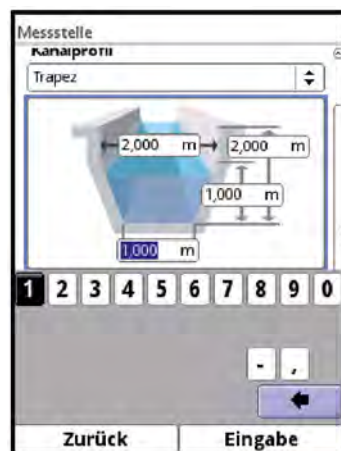 Messstelle
Kanalprofil
Trapez
2,000 m
2,000 m
1,000 m
1,000 m
1 2 3 4 5 6 7 8 9 0
- ,
Zurück Eingabe